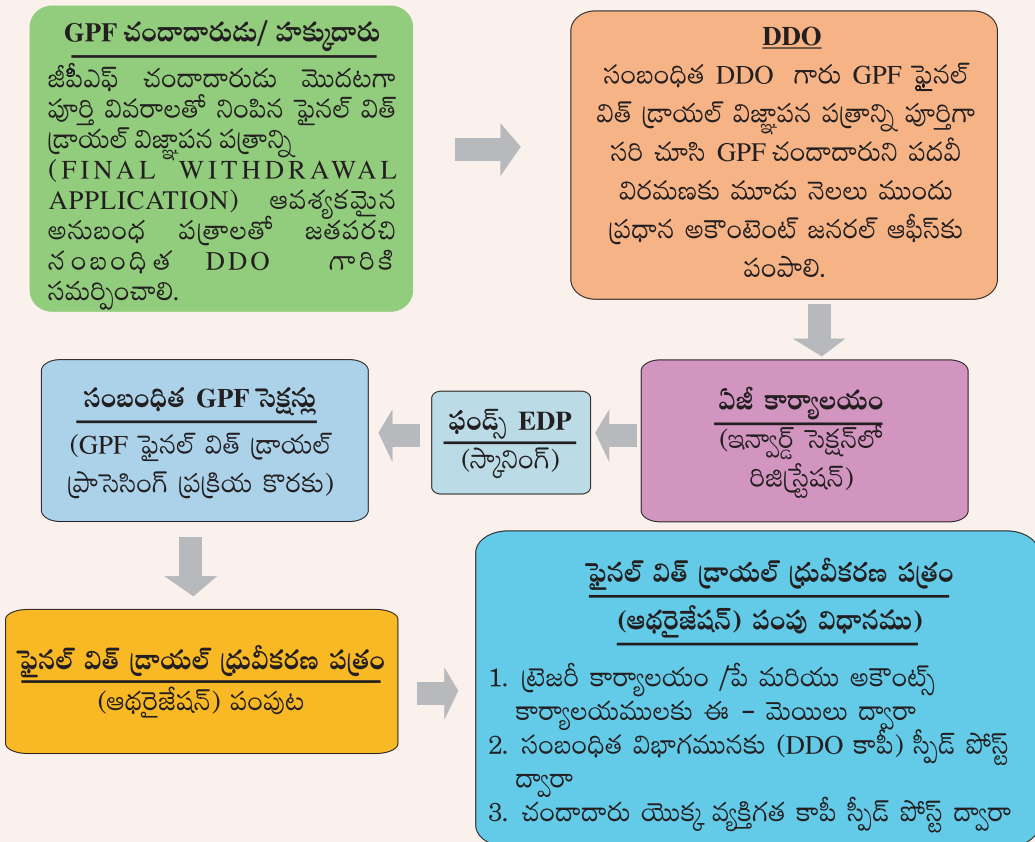 GPF చందాదారుడు/ హక్కుదారు
జీపీఎఫ్ చందాదారుడు మొదటగా
పూర్తి వివరాలతో నింపిన ఫైనల్ విత్
డ్రాయల్ విజ్ఞాపన పత్రాన్ని
(FINAL WITHDRAWAL
APPLICATION) ఆవశ్యకమైన
అనుబంధ పత్రాలతో జతపరచి
సంబంధిత DDO గారికి
సమర్పించాలి.
DDO
సంబంధిత DDO గారు GPF ఫైనల్
విత్ డ్రాయల్ విజ్ఞాపన పత్రాన్ని పూర్తిగా
సరి చూసి GPF చందాదారుని పదవీ
విరమణకు మూడు నెలలు ముందు
ప్రధాన అకౌంటెంట్ జనరల్ ఆఫీస్‌కు
పంపాలి.
ఏజీ కార్యాలయం
(ఇన్వార్డ్ సెక్షన్‌లో
రిజిస్ట్రేషన్)
ఫండ్స్ EDP
(స్కానింగ్)
సంబంధిత GPF సెక్షన్లు
(GPF ఫైనల్ విత్ డ్రాయల్
ప్రాసెసింగ్ ప్రక్రియ కొరకు)
ఫైనల్ విత్ డ్రాయల్ ధ్రువీకరణ పత్రం
(ఆథరైజేషన్) పంపుట
ఫైనల్ విత్ డ్రాయల్ ధ్రువీకరణ పత్రం
(ఆథరైజేషన్) పంపు విధానము)
1. ట్రెజరీ కార్యాలయం /పే మరియు అకౌంట్స్
కార్యాలయములకు ఈ - మెయిలు ద్వారా
2. సంబంధిత విభాగమునకు (DDO కాపీ) స్పీడ్ పోస్ట్
ద్వారా
3. చందాదారు యొక్క వ్యక్తిగత కాపీ స్పీడ్ పోస్ట్ ద్వారా